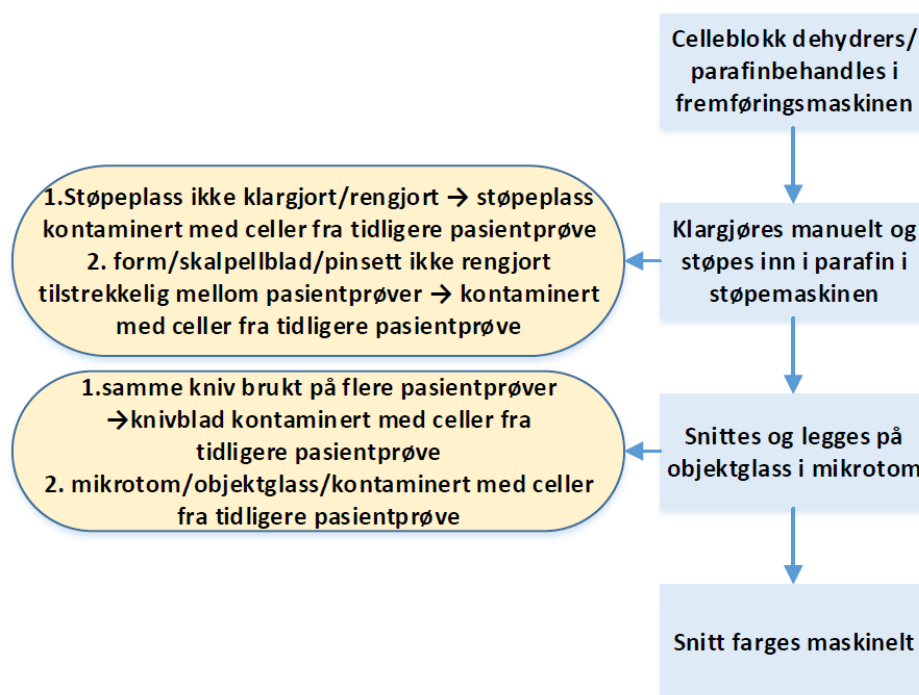 Celleblokk dehydrers/
parafinbehandles i
fremføringsmaskinen
1.Støpeplass ikke klargjort/rengjort → støpeplass
kontaminert med celler fra tidligere pasientprøve
2. form/skalpellblad/pinsett ikke rengjort
tilstrekkelig mellom pasientprøver → kontaminert
med celler fra tidligere pasientprøve
Klargjøres manuelt og
støpes inn i parafin i
støpemaskinen
1.samme kniv brukt på flere pasientprøver
→knivblad kontaminert med celler fra
tidligere pasientprøve
2. mikrotom/objektglass/kontaminert med celler
fra tidligere pasientprøve
Snittes og legges på
objektglass i mikrotom
Snitt farges maskinelt